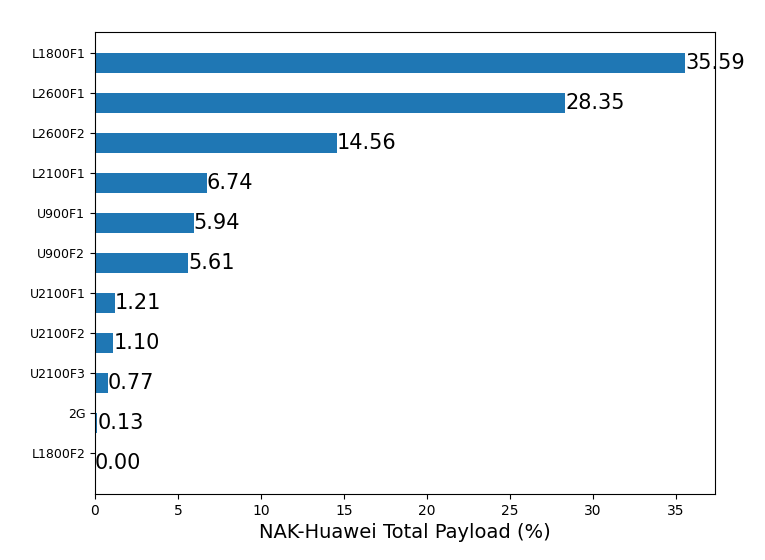 L1800F1 35.59
L2600F1 28.35
L2600F2 14.56
L2100F1 6.74
U900F1 5.94
U900F2 5.61
U2100F1 1.21
U2100F2 1.10
U2100F3 0.77
2G 0.13
L1800F2 0.00
0 5 10 15 20 25 30 35
NAK-Huawei Total Payload (%)